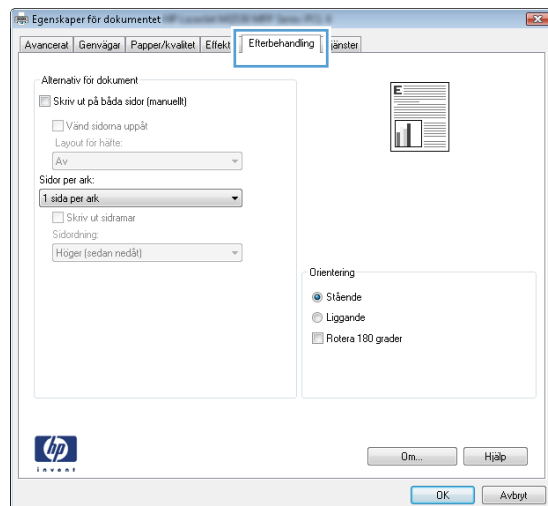 Egenskaper för dokumentet
Avancerat Genvägar Papper/kvalitet Effekt Efterbehandling jänster
Alternativ för dokument
Skriv ut på båda sidor (manuellt)
Vänd sidorna uppåt
Layout för häfte:
Av
Sidor per ark:
1 sida per ark
Skriv ut sidramar
Sidordning:
Höger (sedan nedåt)
E
Orientering
Stående
Liggande
Rotera 180 grader
hp
invent
Om... Hjälp
OK Avbryt